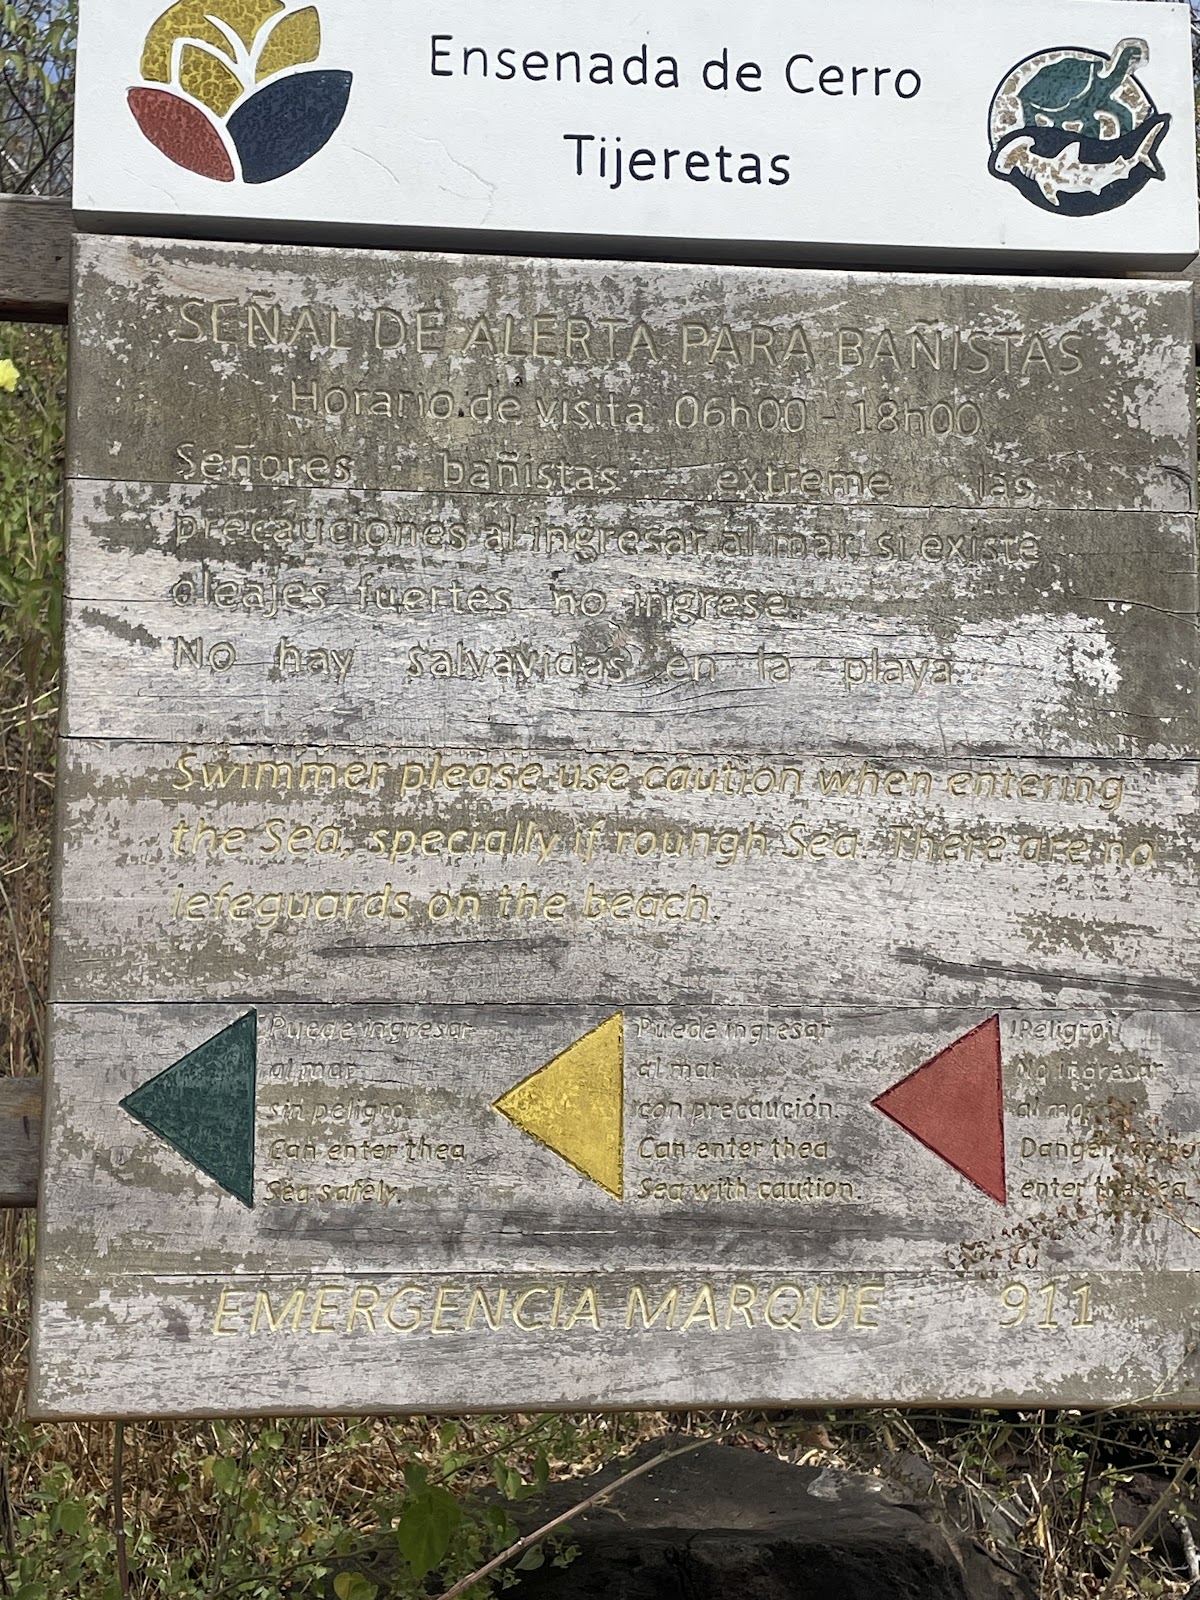 Ensenada de Cerro
Tijeretas
SEÑAL DE ALERTA PARA BAÑISTAS
Horario de visita 06h00 - 18h00
Señores bañistas extreme las
precauciones al ingresar al mar, si existe
oleajes fuertes no ingrese
No hay salvavidas en la playa
Swimmer please use caution when entering
the Sea, specially if roungh Sea. There are no
lefeguards on the beach.
Puede ingresar
al mar
sin peligro.
Can enter thea
Sea safely.
Puede ingresar
al mar
con precaución.
Can enter thea
Sea with caution.
!Peligro!
No ingresar
al mar
Danger,
enter the Sea
EMERGENCIA MARQUE 911